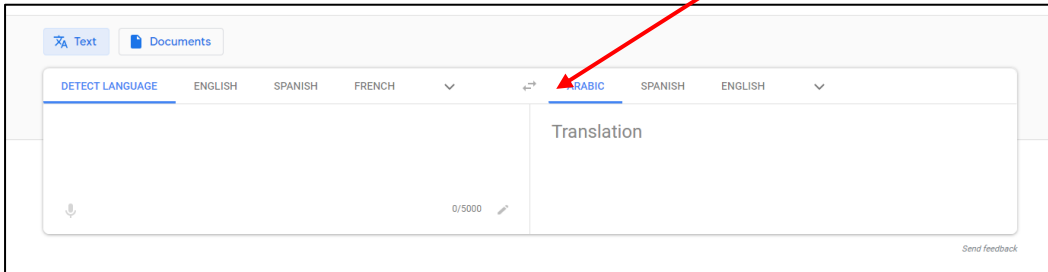 Text Documents
DETECT LANGUAGE ENGLISH SPANISH FRENCH ARABIC SPANISH ENGLISH
Translation
0/5000
Send feedback